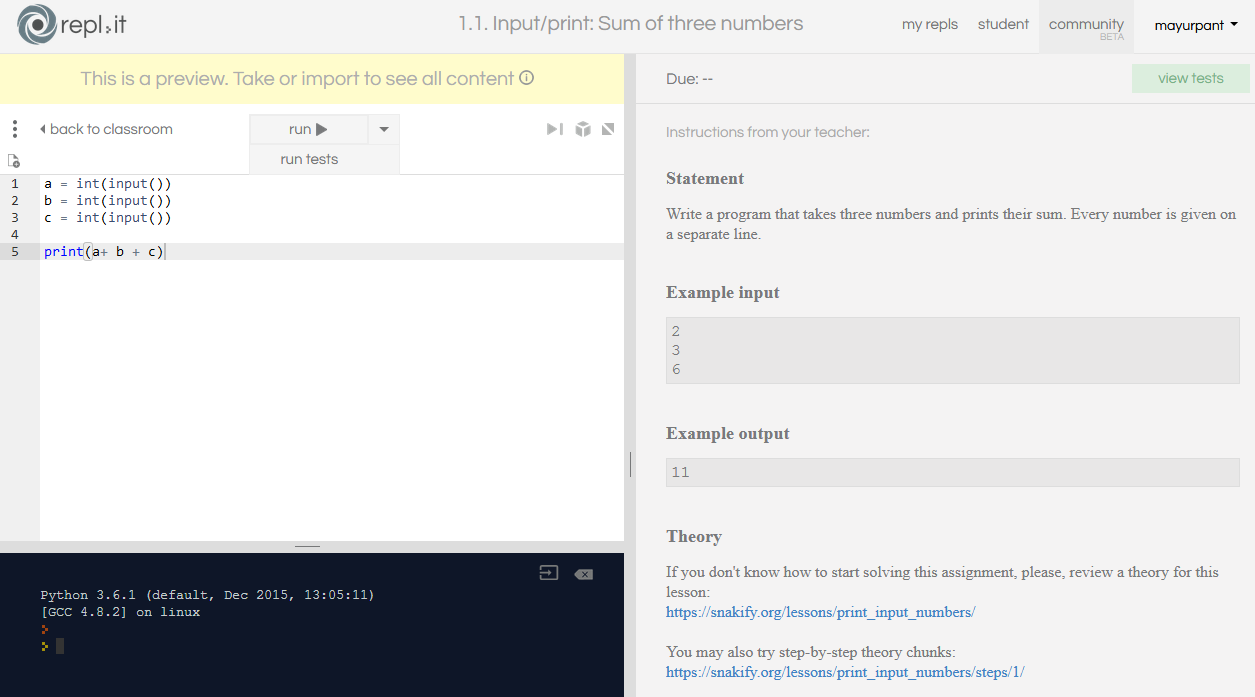 repl.it
1.1. Input/print: Sum of three numbers
my repls
student
community
BETA
mayurpant
This is a preview. Take or import to see all content
back to classroom
run
run tests
1 a = int(input())
2 b = int(input())
3 c = int(input())
4
5 print(a+ b + c)
Python 3.6.1 (default, Dec 2015, 13:05:11)
[GCC 4.8.2] on linux
Due: --
view tests
Instructions from your teacher:
Statement
Write a program that takes three numbers and prints their sum. Every number is given on
a separate line.
Example input
2
3
6
Example output
11
Theory
If you don't know how to start solving this assignment, please, review a theory for this
lesson:
https://snakify.org/lessons/print_input_numbers/
You may also try step-by-step theory chunks:
https://snakify.org/lessons/print_input_numbers/steps/1/